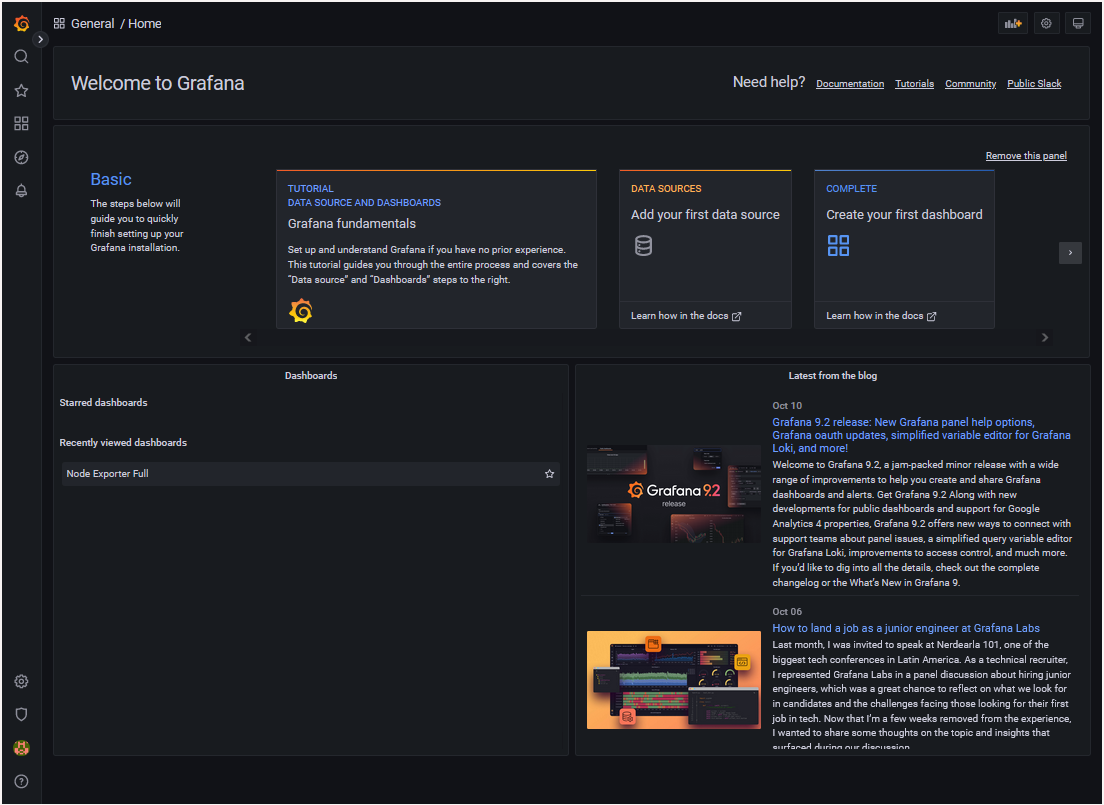 General / Home
Welcome to Grafana
Need help? Documentation Tutorials Community Public Slack
Remove this panel
Basic
The steps below will
guide you to quickly
finish setting up your
Grafana installation.
TUTORIAL
DATA SOURCE AND DASHBOARDS
Grafana fundamentals
Set up and understand Grafana if you have no prior experience.
This tutorial guides you through the entire process and covers the
“Data source” and “Dashboards” steps to the right.
DATA SOURCES
Add your first data source
Learn how in the docs
COMPLETE
Create your first dashboard
Learn how in the docs
Dashboards
Starred dashboards
Recently viewed dashboards
Node Exporter Full
Latest from the blog
Oct 10
Grafana 9.2 release: New Grafana panel help options,
Grafana oauth updates, simplified variable editor for Grafana
Loki, and more!
Grafana 9.2
release
Welcome to Grafana 9.2, a jam-packed minor release with a wide
range of improvements to help you create and share Grafana
dashboards and alerts. Get Grafana 9.2 Along with new
developments for public dashboards and support for Google
Analytics 4 properties, Grafana 9.2 offers new ways to connect with
support teams about panel issues, a simplified query variable editor
for Grafana Loki, improvements to access control, and much more.
If you’d like to dig into all the details, check out the complete
changelog or the What’s New in Grafana 9.
Oct 06
How to land a job as a junior engineer at Grafana Labs
Last month, I was invited to speak at Nerdearla 101, one of the
biggest tech conferences in Latin America. As a technical recruiter,
I represented Grafana Labs in a panel discussion about hiring junior
engineers, which was a great chance to reflect on what we look for
in candidates and the challenges facing those looking for their first
job in tech. Now that I’m a few weeks removed from the experience,
I wanted to share some thoughts on the topic and insights that
surfaced during our discussion